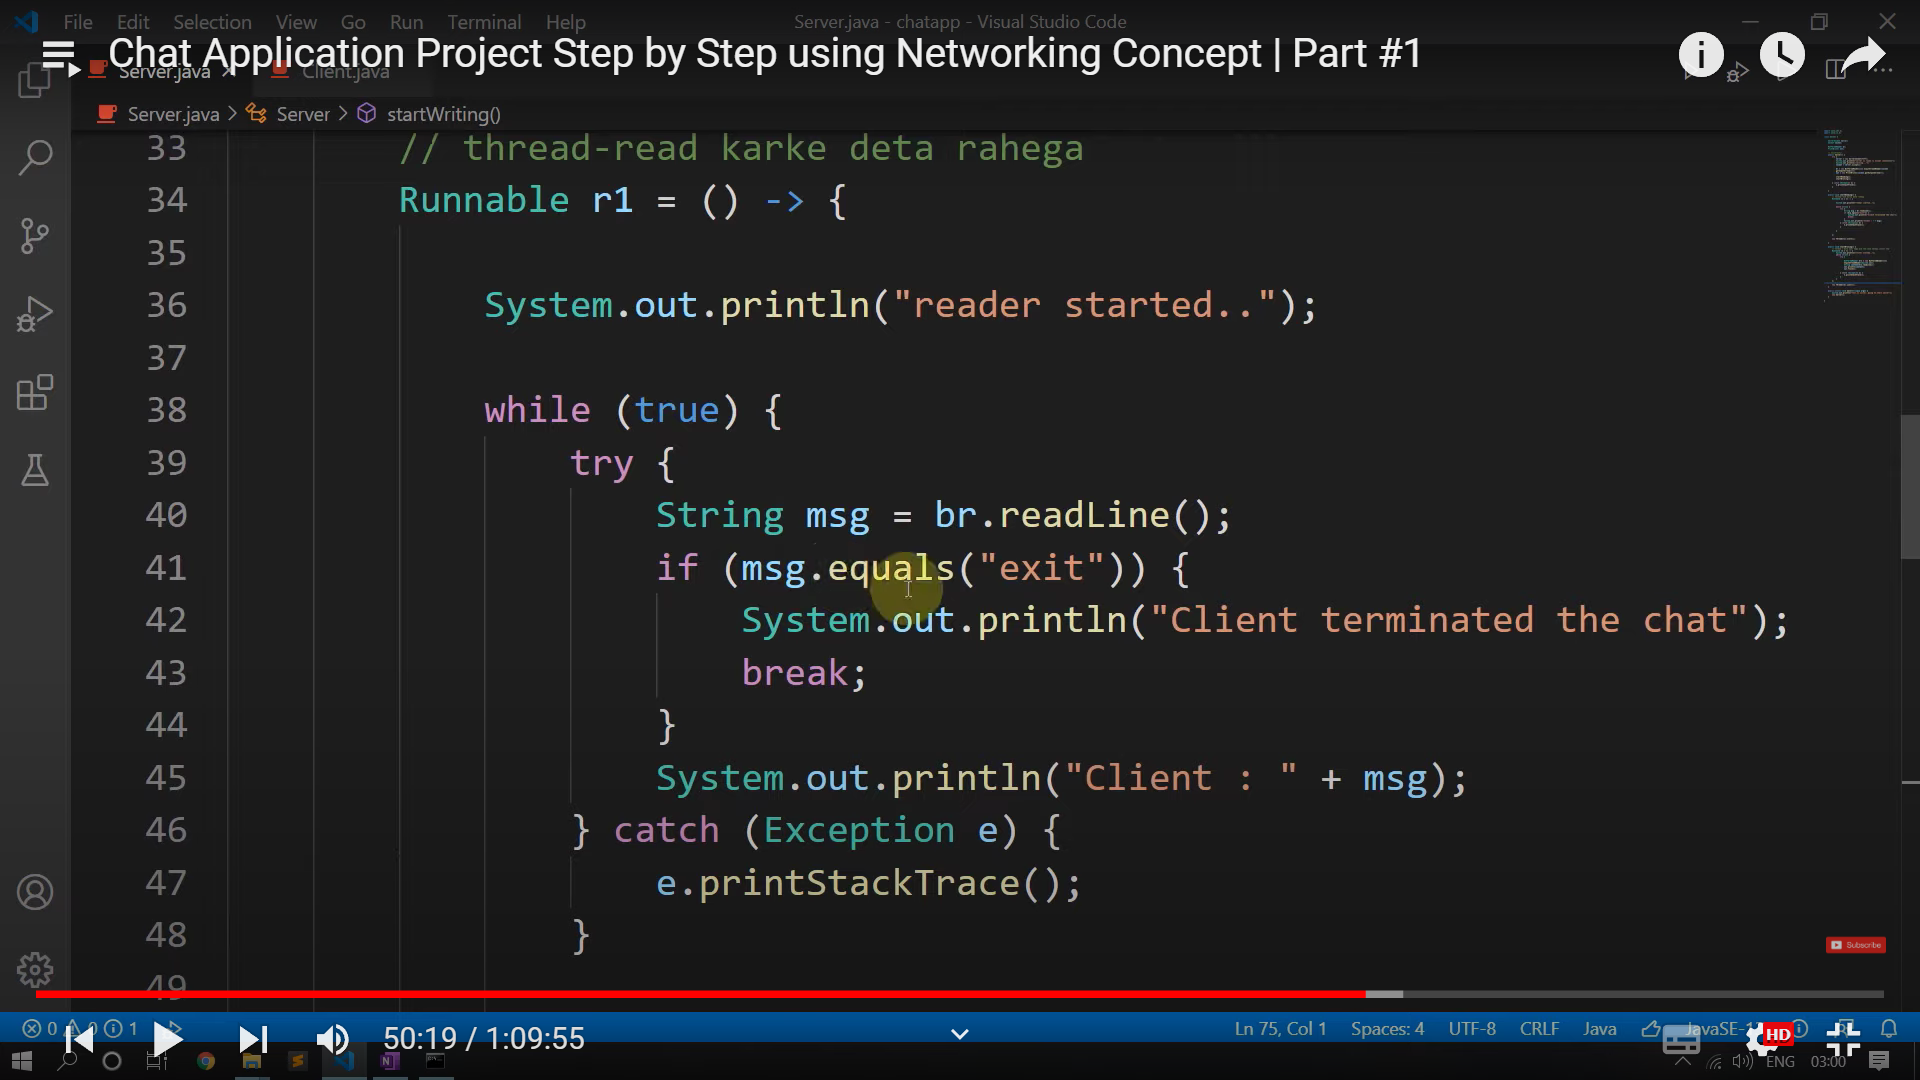 File Edit Selection View Go Run Terminal Help Server.java - chatapp - Visual Studio Code
Chat Application Project Step by Step using Networking Concept | Part #1
Server.java Client.java
Server.java > Server > startWriting()
33 // thread-read karke deta rahega
34 Runnable r1 = () -> {
35
36 System.out.println("reader started..");
37
38 while (true) {
39 try {
40 String msg = br.readLine();
41 if (msg.equals("exit")) {
42 System.out.println("Client terminated the chat");
43 break;
44 }
45 System.out.println("Client : " + msg);
46 } catch (Exception e) {
47 e.printStackTrace();
48 }
49
Subscribe
0 0 1 Ln 75, Col 1 Spaces: 4 UTF-8 CRLF Java
50:19 / 1:09:55 HD
ENG 03:00